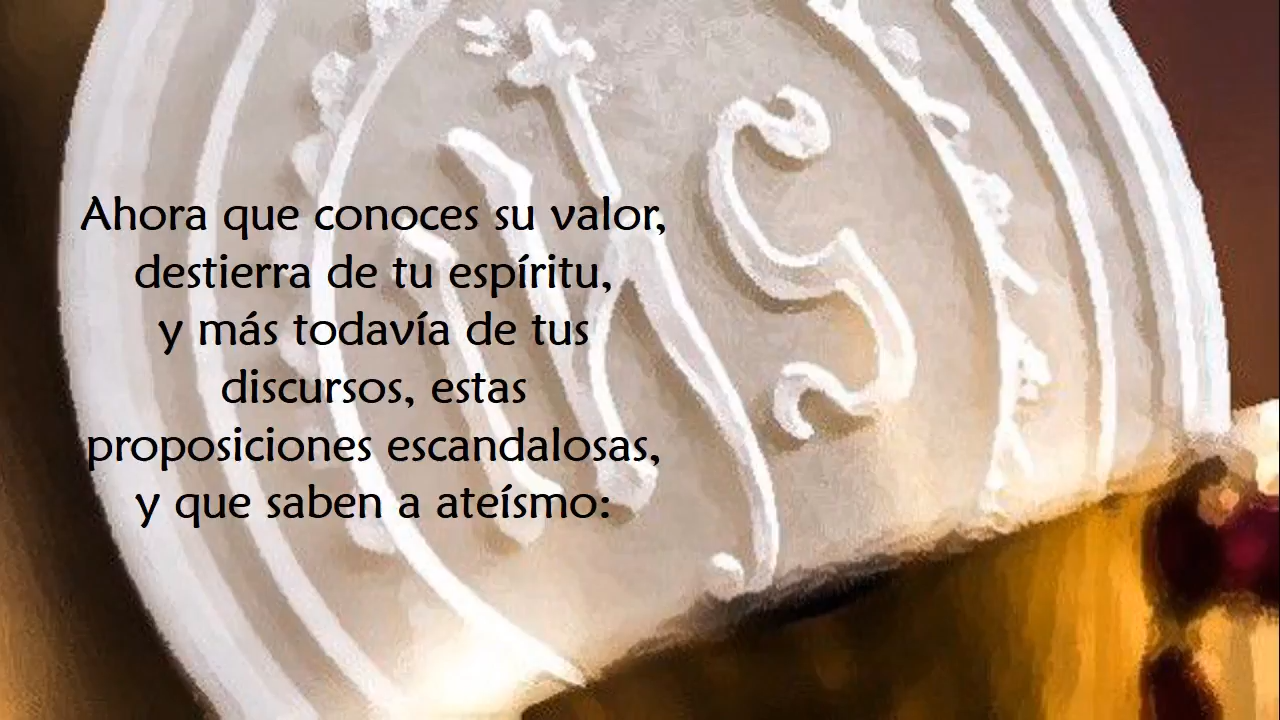 Ahora que conoces su valor,
destierra de tu espíritu,
y más todavía de tus
discursos, estas
proposiciones escandalosas,
y que saben a ateísmo: